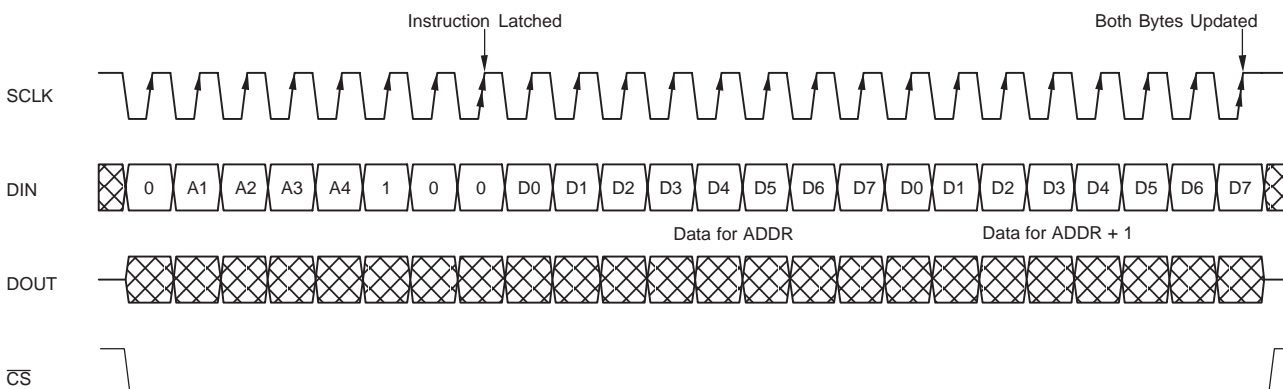 Instruction Latched Both Bytes Updated
SCLK
DIN 0 A1 A2 A3 A4 1 0 0 D0 D1 D2 D3 D4 D5 D6 D7 D0 D1 D2 D3 D4 D5 D6 D7
Data for ADDR Data for ADDR + 1
DOUT
C̅S̅